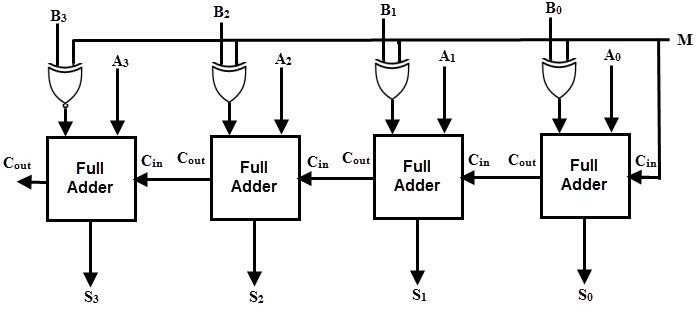 B3 B2 B1 B0
M
A3 A2 A1 A0
Cout Full Adder Cin Cout Full Adder Cin Cout Full Adder Cin Cout Full Adder Cin
S3 S2 S1 S0